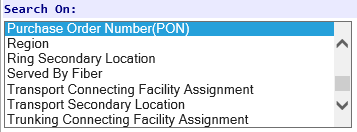 Search On:
Purchase Order Number(PON)
Region
Ring Secondary Location
Served By Fiber
Transport Connecting Facility Assignment
Transport Secondary Location
Trunking Connecting Facility Assignment